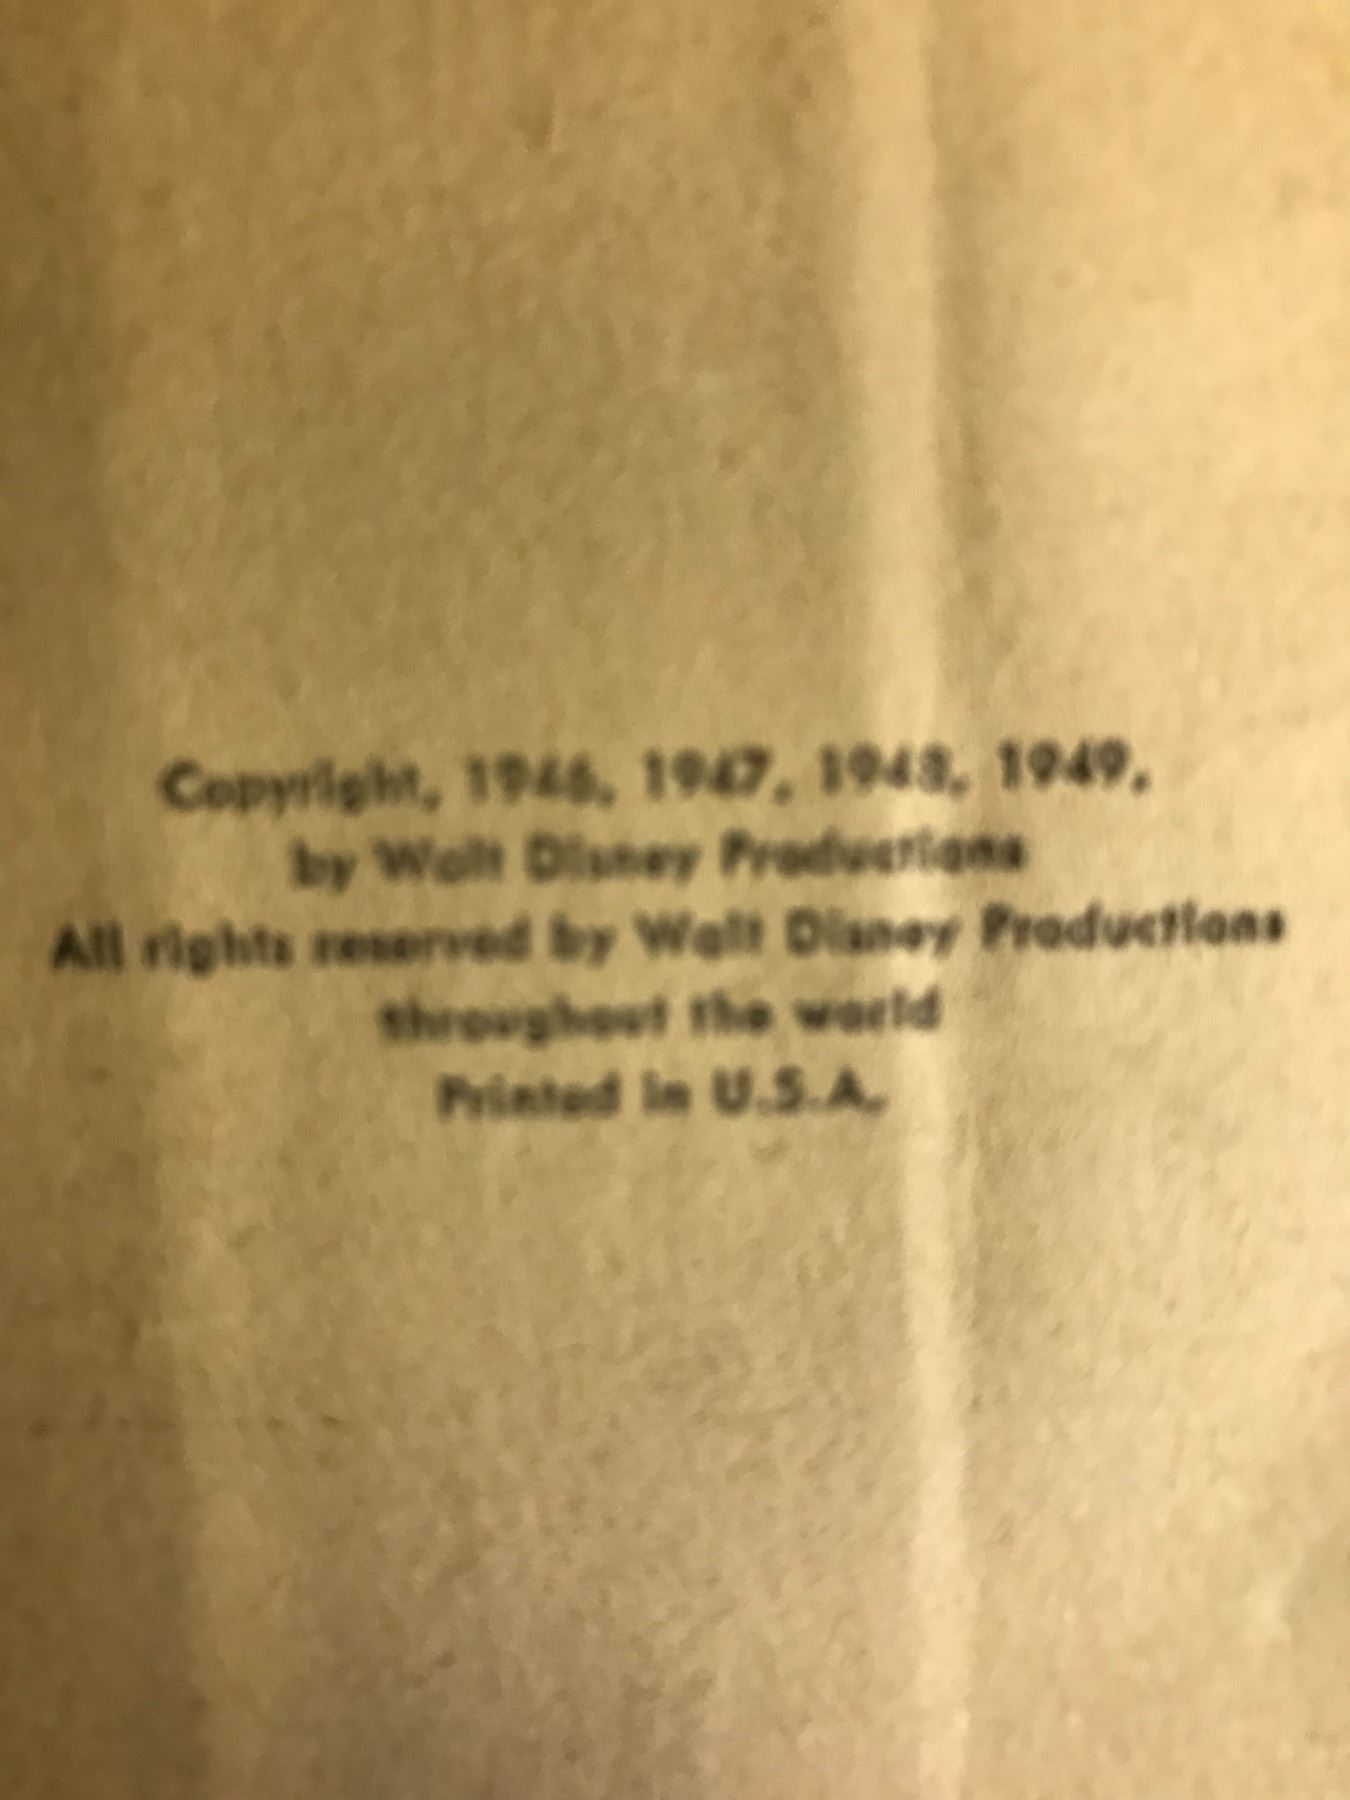 Copyright, 1946, 1947, 1948, 1949,
by Walt Disney Productions
All rights reserved by Walt Disney Productions
throughout the world
Printed in U.S.A.